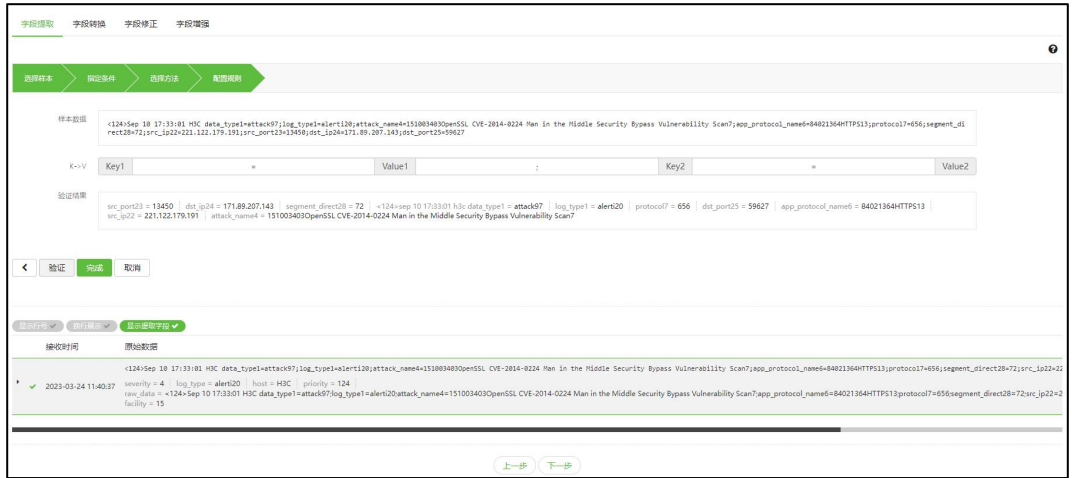 字段提取 字段转换 字段修正 字段增强
选择样本 指定条件 选择方法 配置规则
样本数据
<124>Sep 10 17:33:01 H3C data_type1=attack97;log_type1=alerti20;attack_name4=151003403OpenSSL CVE-2014-0224 Man in the Middle Security Bypass Vulnerability Scan7;app_protocol_name6=84021364HTTPS13;protocol7=656;segment_di
rect28=72;src_ip22=221.122.179.191;src_port23=13450;dst_ip24=171.89.207.143;dst_port25=59627
K->V Key1 = Value1 ; Key2 = Value2
验证结果
src_port23 = 13450 dst_ip24 = 171.89.207.143 segment_direct28 = 72 <124>sep 10 17:33:01 h3c data_type1 = attack97 log_type1 = alerti20 protocol7 = 656 dst_port25 = 59627 app_protocol_name6 = 84021364HTTPS13
src_ip22 = 221.122.179.191 attack_name4 = 151003403OpenSSL CVE-2014-0224 Man in the Middle Security Bypass Vulnerability Scan7
验证 完成 取消
显示行号 换行展示 显示提取字段
接收时间 原始数据
<124>Sep 10 17:33:01 H3C data_type1=attack97;log_type1=alerti20;attack_name4=151003403OpenSSL CVE-2014-0224 Man in the Middle Security Bypass Vulnerability Scan7;app_protocol_name6=84021364HTTPS13;protocol7=656;segment_direct28=72;src_ip22=22
2023-03-24 11:40:37 severity = 4 log_type = alerti20 host = H3C priority = 124
raw_data = <124>Sep 10 17:33:01 H3C data_type1=attack97;log_type1=alerti20;attack_name4=151003403OpenSSL CVE-2014-0224 Man in the Middle Security Bypass Vulnerability Scan7;app_protocol_name6=84021364HTTPS13;protocol7=656;segment_direct28=72;src_ip22=2
facility = 15
上一步 下一步